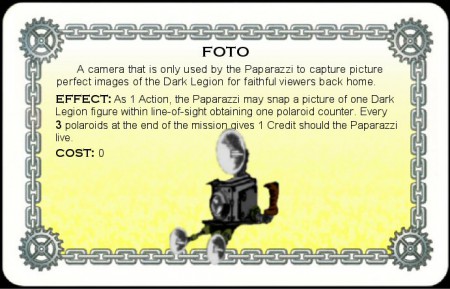 FOTO
A camera that is only used by the Paparazzi to capture picture
perfect images of the Dark Legion for faithful viewers back home.
EFFECT: As 1 Action, the Paparazzi may snap a picture of one Dark
Legion figure within line-of-sight obtaining one polaroid counter. Every
3 polaroids at the end of the mission gives 1 Credit should the Paparazzi
live.
COST: 0